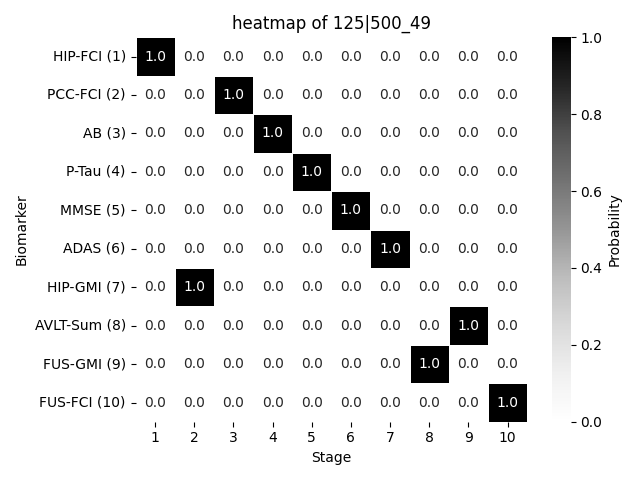 heatmap of 125|500_49
HIP-FCI (1) 1.0 0.0 0.0 0.0 0.0 0.0 0.0 0.0 0.0 0.0
PCC-FCI (2) 0.0 0.0 1.0 0.0 0.0 0.0 0.0 0.0 0.0 0.0
AB (3) 0.0 0.0 0.0 1.0 0.0 0.0 0.0 0.0 0.0 0.0
P-Tau (4) 0.0 0.0 0.0 0.0 1.0 0.0 0.0 0.0 0.0 0.0
MMSE (5) 0.0 0.0 0.0 0.0 0.0 1.0 0.0 0.0 0.0 0.0
ADAS (6) 0.0 0.0 0.0 0.0 0.0 0.0 1.0 0.0 0.0 0.0
HIP-GMI (7) 0.0 1.0 0.0 0.0 0.0 0.0 0.0 0.0 0.0 0.0
AVLT-Sum (8) 0.0 0.0 0.0 0.0 0.0 0.0 0.0 0.0 1.0 0.0
FUS-GMI (9) 0.0 0.0 0.0 0.0 0.0 0.0 0.0 1.0 0.0 0.0
FUS-FCI (10) 0.0 0.0 0.0 0.0 0.0 0.0 0.0 0.0 0.0 1.0
1 2 3 4 5 6 7 8 9 10
Stage
Biomarker
1.0
0.8
0.6
0.4
0.2
0.0
Probability